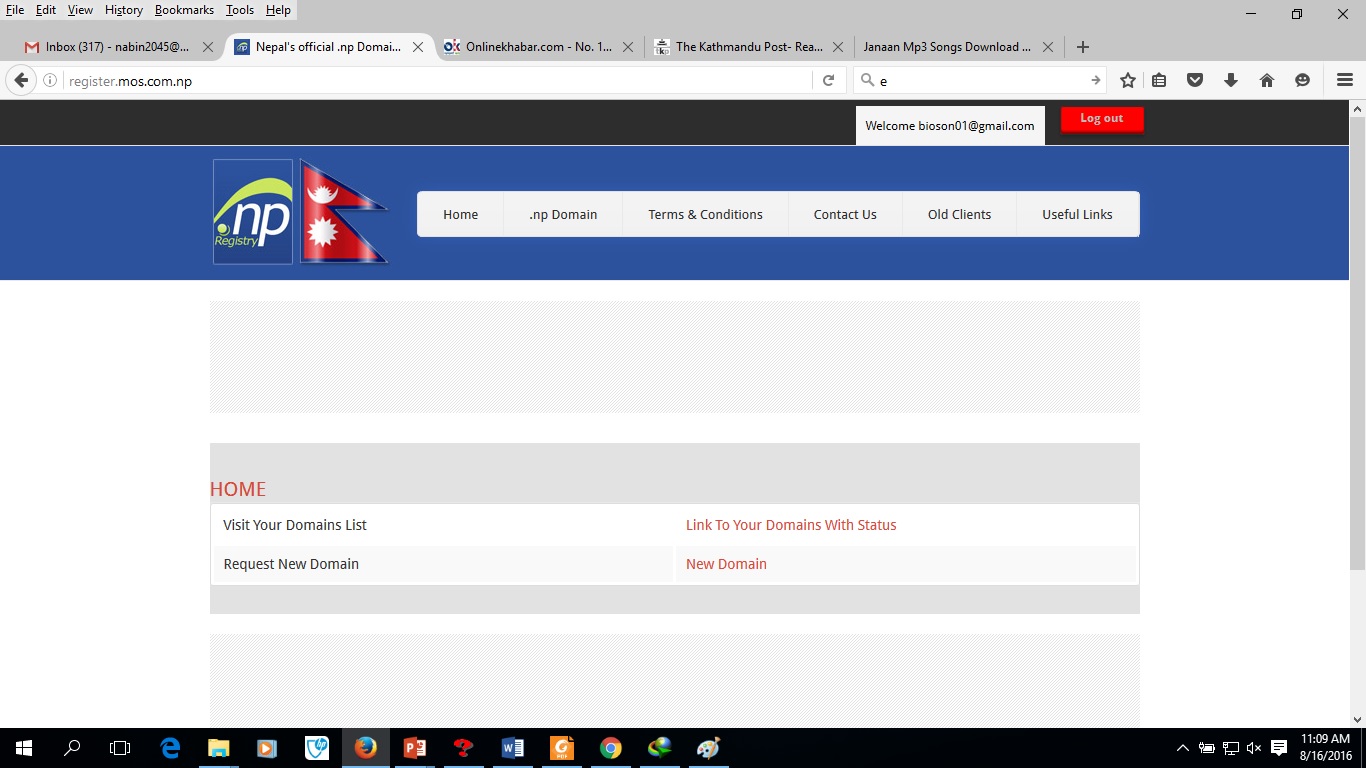 File Edit View History Bookmarks Tools Help
Inbox (317) - nabin2045@... Nepal's official .np Domai... Onlinekhabar.com - No. 1... The Kathmandu Post- Rea... Janaan Mp3 Songs Download ...
register.mos.com.np e
Welcome bioson01@gmail.com Log out
.np Registry
Home .np Domain Terms & Conditions Contact Us Old Clients Useful Links
HOME
Visit Your Domains List Link To Your Domains With Status
Request New Domain New Domain
11:09 AM
8/16/2016